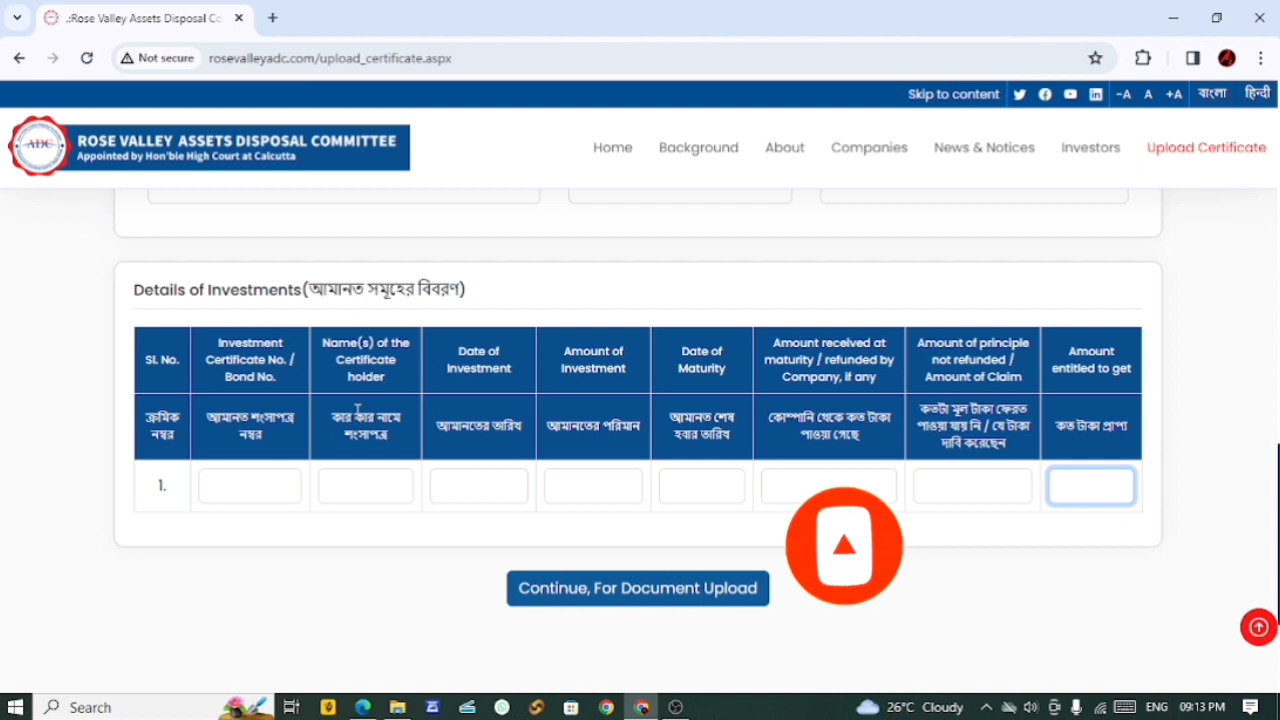 .:Rose Valley Assets Disposal Co
Not secure
rosevalleyadc.com/upload_certificate.aspx
Skip to content
-A A +A বাংলা हिन्दी
ADC
ROSE VALLEY ASSETS DISPOSAL COMMITTEE
Appointed by Hon'ble High Court at Calcutta
Home Background About Companies News & Notices Investors Upload Certificate
Details of Investments(আমানত সমূহের বিবরণ)
Sl. No.
Investment
Certificate No. /
Bond No.
Name(s) of the
Certificate
holder
Date of
Investment
Amount of
Investment
Date of
Maturity
Amount received at
maturity / refunded by
Company, if any
Amount of principle
not refunded /
Amount of Claim
Amount
entitled to get
ক্রমিক
নম্বর
আমানত শংসাপত্র
নম্বর
কার কার নামে
শংসাপত্র
আমানতের তারিখ
আমানতের পরিমান
আমানত শেষ
হবার তারিখ
কোম্পানি থেকে কত টাকা
পাওয়া গেছে
কতটা মূল টাকা ফেরত
পাওয়া যায় নি / যে টাকা
দাবি করেছেন
কত টাকা প্রাপ্য
1.
Continue, For Document Upload
Search
26°C Cloudy
ENG
09:13 PM